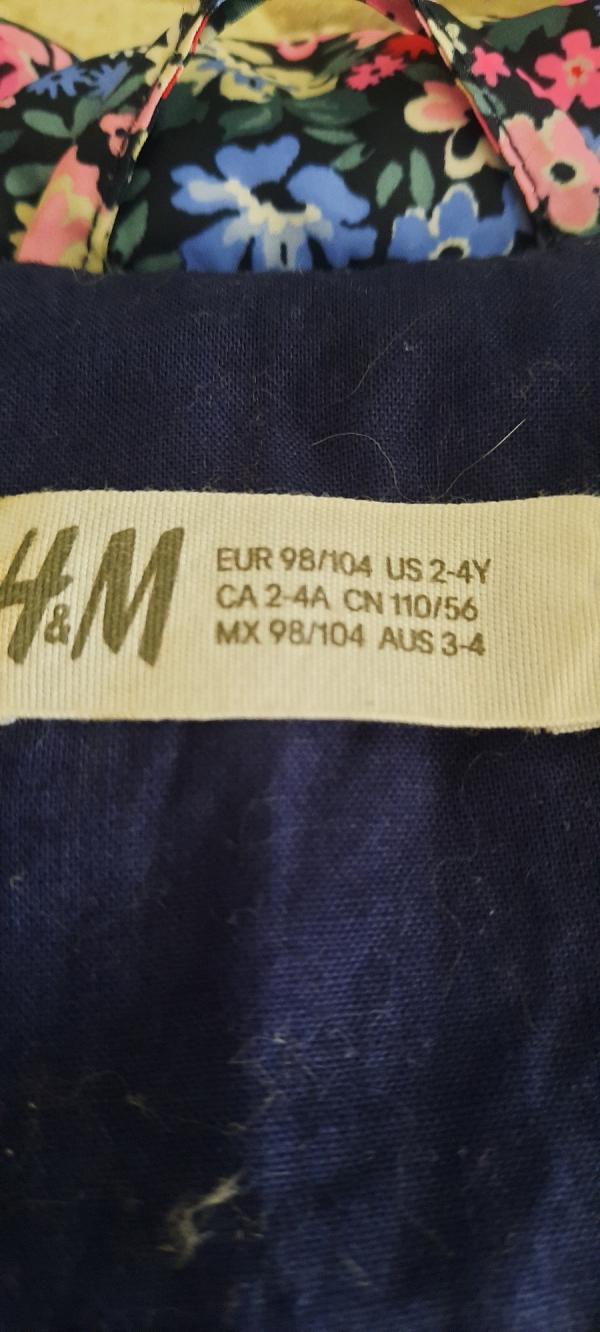 H&M
EUR 98/104 US 2-4Y
CA 2-4A CN 110/56
MX 98/104 AUS 3-4